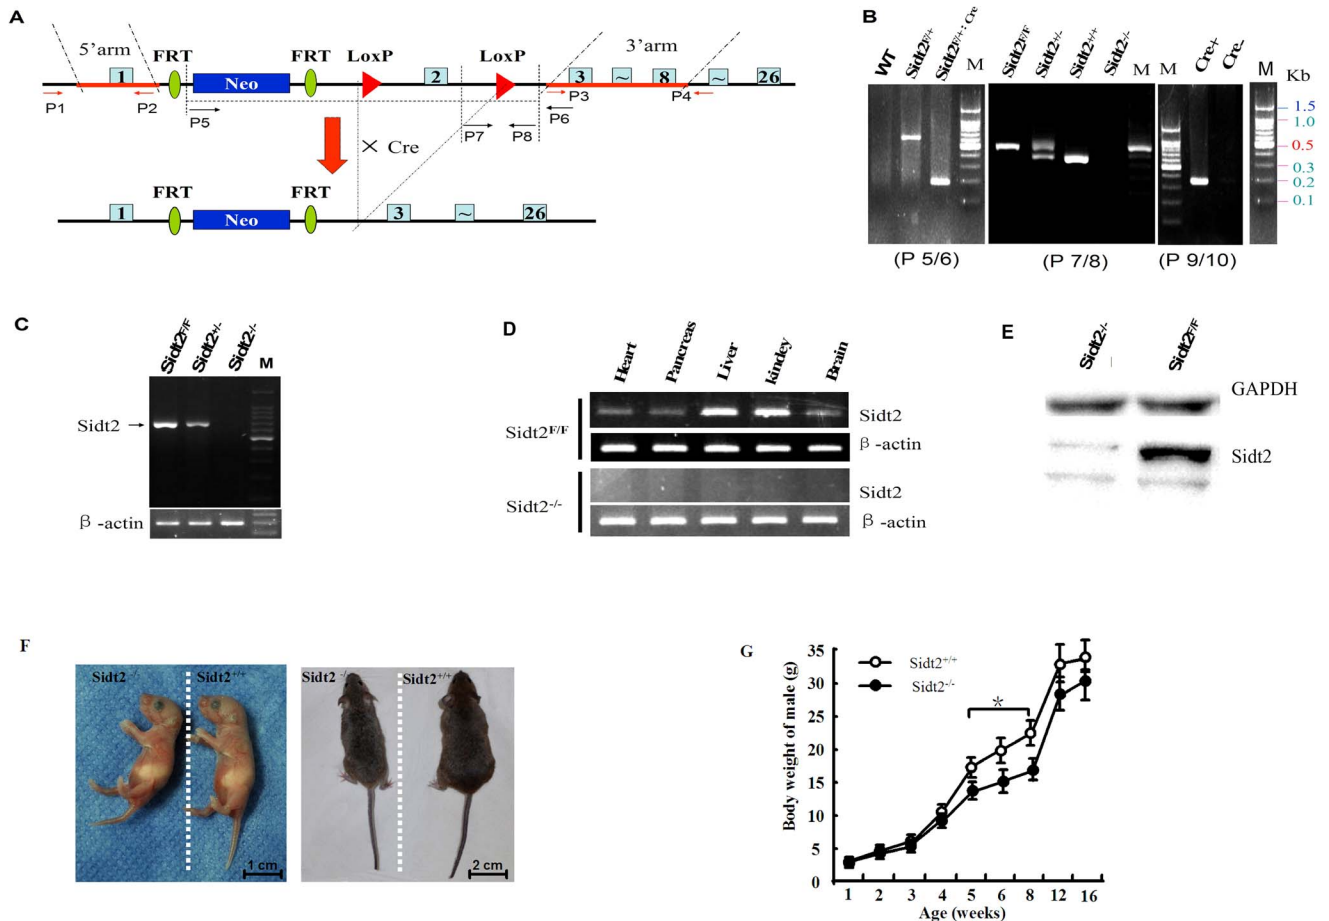 A
5'arm
FRT
FRT
LoxP
LoxP
3'arm
1
Neo
2
3
~
8
~
26
P1
P2
P5
P7
P8
P6
P3
P4
× Cre
FRT
FRT
1
Neo
3
~
26
B
WT
Sidt2F/+
Sidt2F/+: Cre
M
Sidt2F/F
Sidt2+/-
Sidt2+/+
Sidt2-/-
M
M
Cre+
Cre-
M
Kb
1.5
1.0
0.5
0.3
0.2
0.1
(P 5/6)
(P 7/8)
(P 9/10)
C
Sidt2F/F
Sidt2+/-
Sidt2-/-
M
Sidt2
β-actin
D
Heart
Pancreas
Liver
kindey
Brain
Sidt2F/F
Sidt2
β-actin
Sidt2-/-
Sidt2
β-actin
E
Sidt2-/-
Sidt2F/F
GAPDH
Sidt2
F
Sidt2-/-
Sidt2+/+
1 cm
Sidt2-/-
Sidt2+/+
2 cm
G
Body weight of male (g)
35
30
25
20
15
10
5
0
Sidt2+/+
Sidt2-/-
*
1 2 3 4 5 6 8 12 16
Age (weeks)